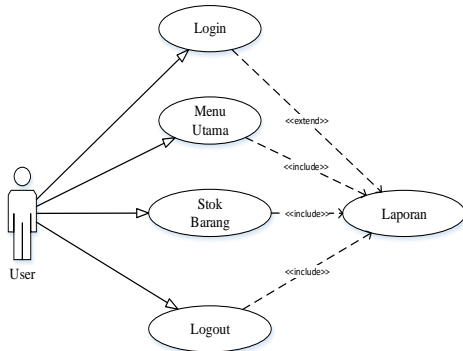 Login
<<extend>>
Menu
Utama
<<include>>
Stok
Barang
<<include>>
Laporan
User
<<include>>
Logout